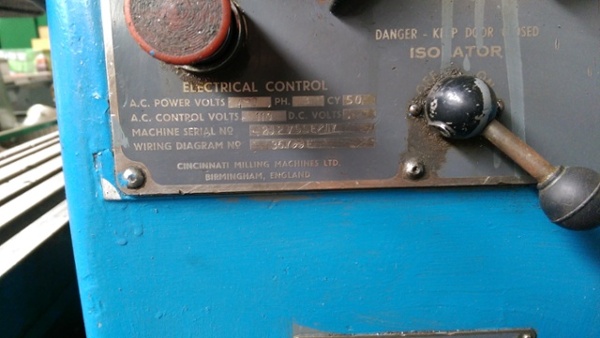 DANGER - KEEP DOOR CLOSED
ISOLATOR
ELECTRICAL CONTROL
A.C. POWER VOLTS PH. CY. 50
A.C. CONTROL VOLTS 110 D.C. VOLTS
MACHINE SERIAL Nº
WIRING DIAGRAM Nº
CINCINNATI MILLING MACHINES LTD.
BIRMINGHAM, ENGLAND